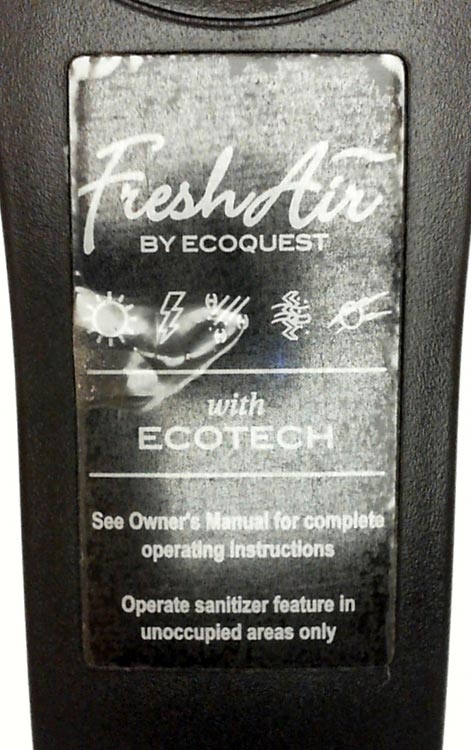 FreshAir
BY ECOQUEST
with
ECOTECH
See Owner's Manual for complete
operating instructions
Operate sanitizer feature in
unoccupied areas only